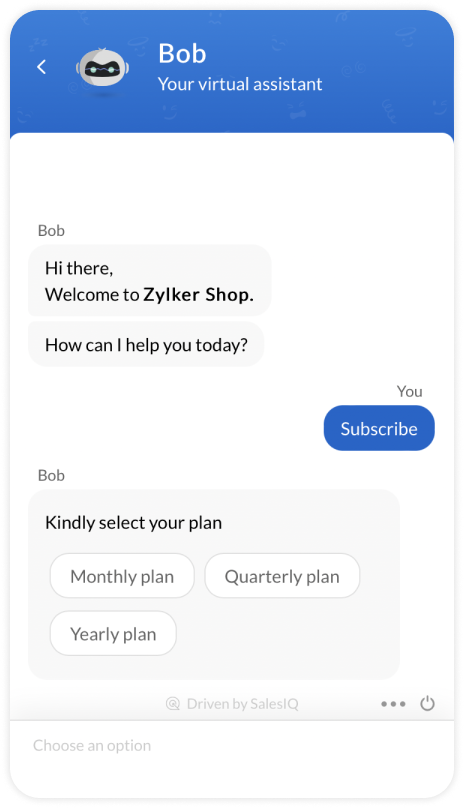 Bob
Your virtual assistant
Bob
Hi there,
Welcome to Zylker Shop.
How can I help you today?
You
Subscribe
Bob
Kindly select your plan
Monthly plan
Quarterly plan
Yearly plan
Driven by SalesIQ
Choose an option